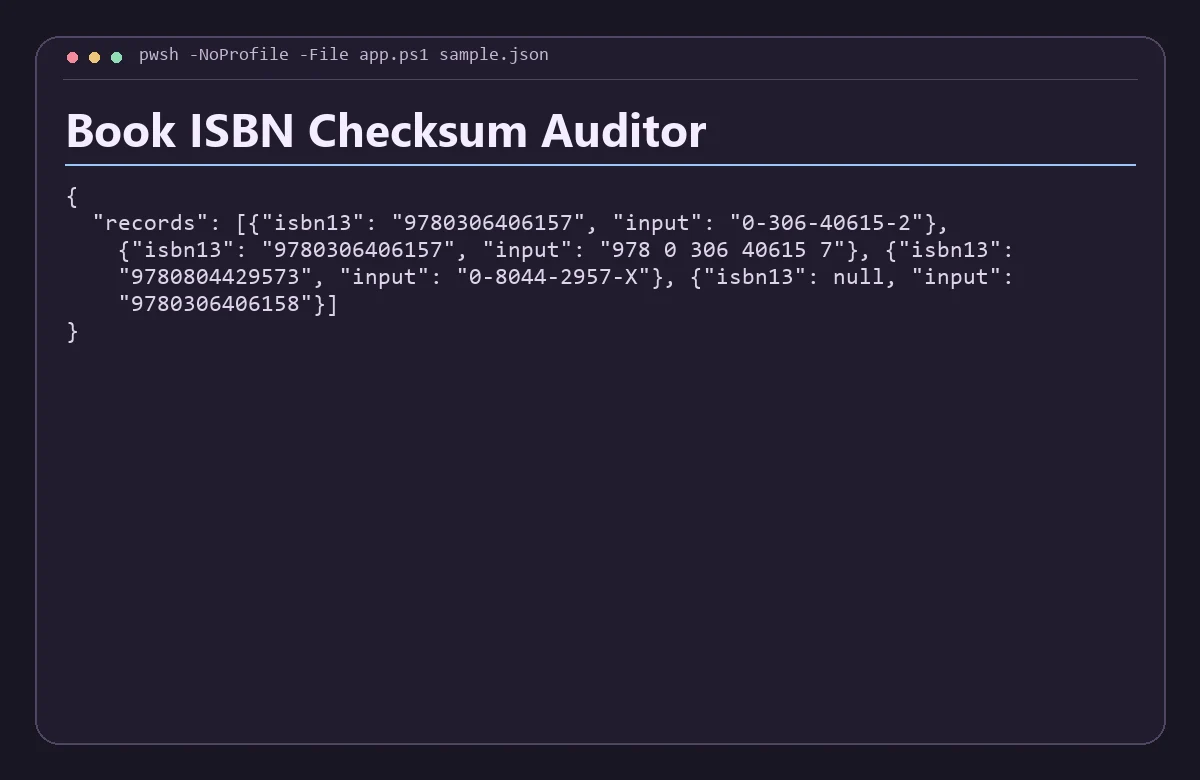 pwsh -NoProfile -File app.ps1 sample.json
Book ISBN Checksum Auditor
{
  "records": [{"isbn13": "9780306406157", "input": "0-306-40615-2"},
    {"isbn13": "9780306406157", "input": "978 0 306 40615 7"}, {"isbn13":
    "9780804429573", "input": "0-8044-2957-X"}, {"isbn13": null, "input":
    "9780306406158"}]
}